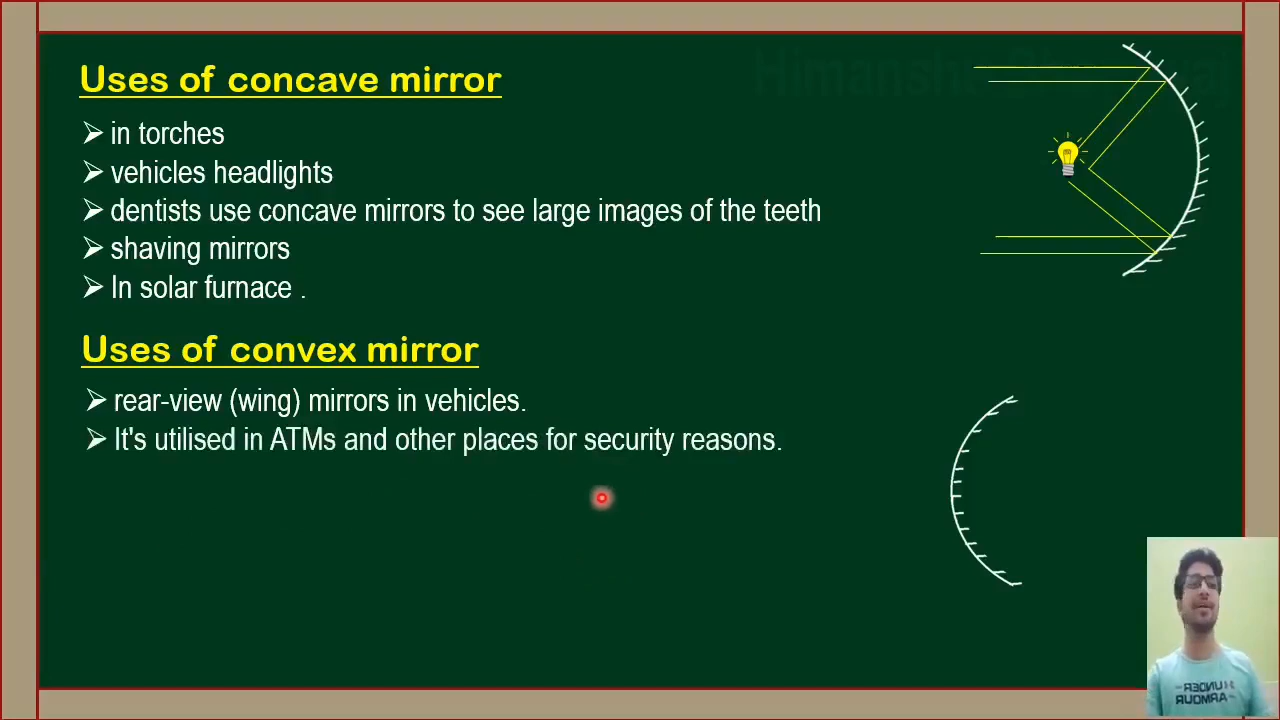 Uses of concave mirror
in torches
vehicles headlights
dentists use concave mirrors to see large images of the teeth
shaving mirrors
In solar furnace .
Uses of convex mirror
rear-view (wing) mirrors in vehicles.
It's utilised in ATMs and other places for security reasons.
UNDER
ARMOUR